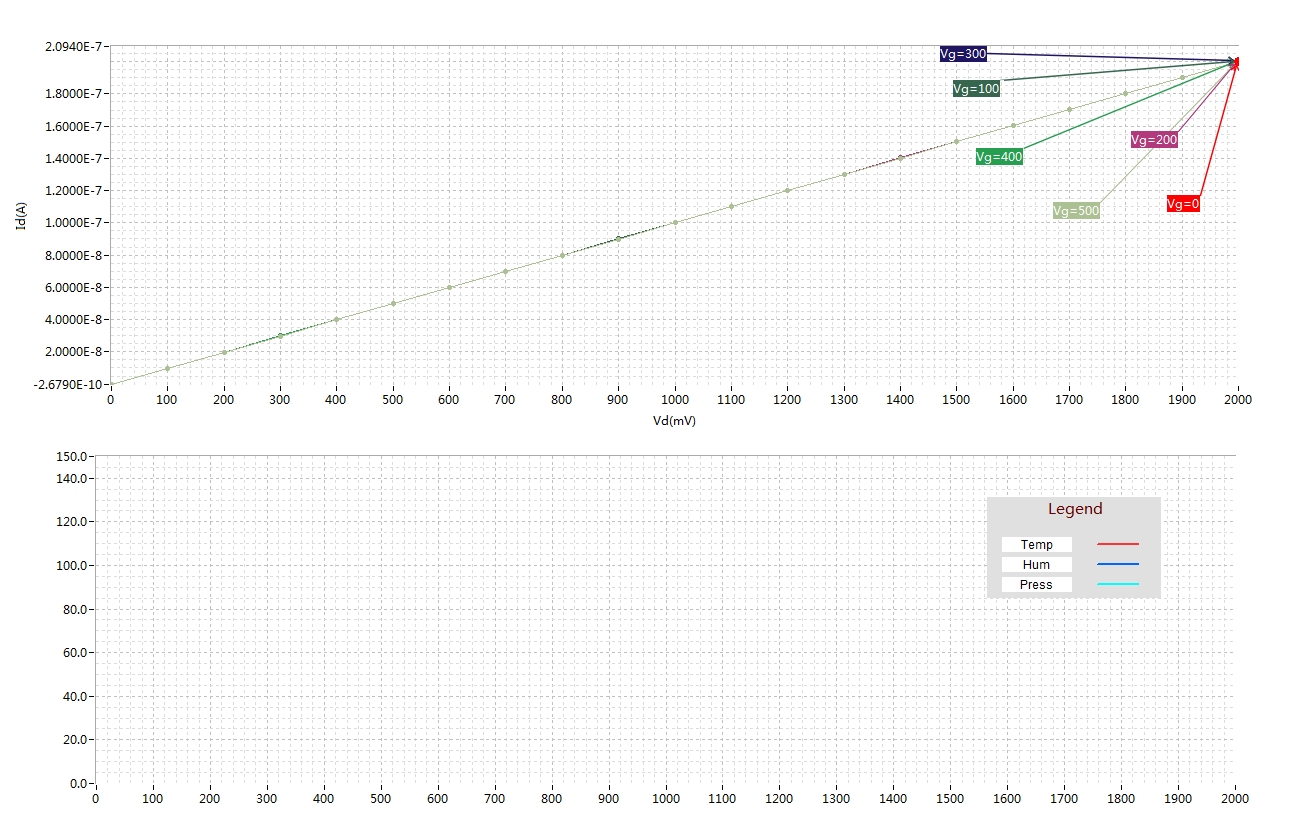 2.0940E-7
1.8000E-7
1.6000E-7
1.4000E-7
1.2000E-7
1.0000E-7
8.0000E-8
6.0000E-8
4.0000E-8
2.0000E-8
-2.6790E-10
Id(A)
Vg=300
Vg=100
Vg=200
Vg=400
Vg=0
Vg=500
0 100 200 300 400 500 600 700 800 900 1000 1100 1200 1300 1400 1500 1600 1700 1800 1900 2000
Vd(mV)
150.0
140.0
120.0
100.0
80.0
60.0
40.0
20.0
0.0
Legend
Temp
Hum
Press
0 100 200 300 400 500 600 700 800 900 1000 1100 1200 1300 1400 1500 1600 1700 1800 1900 2000